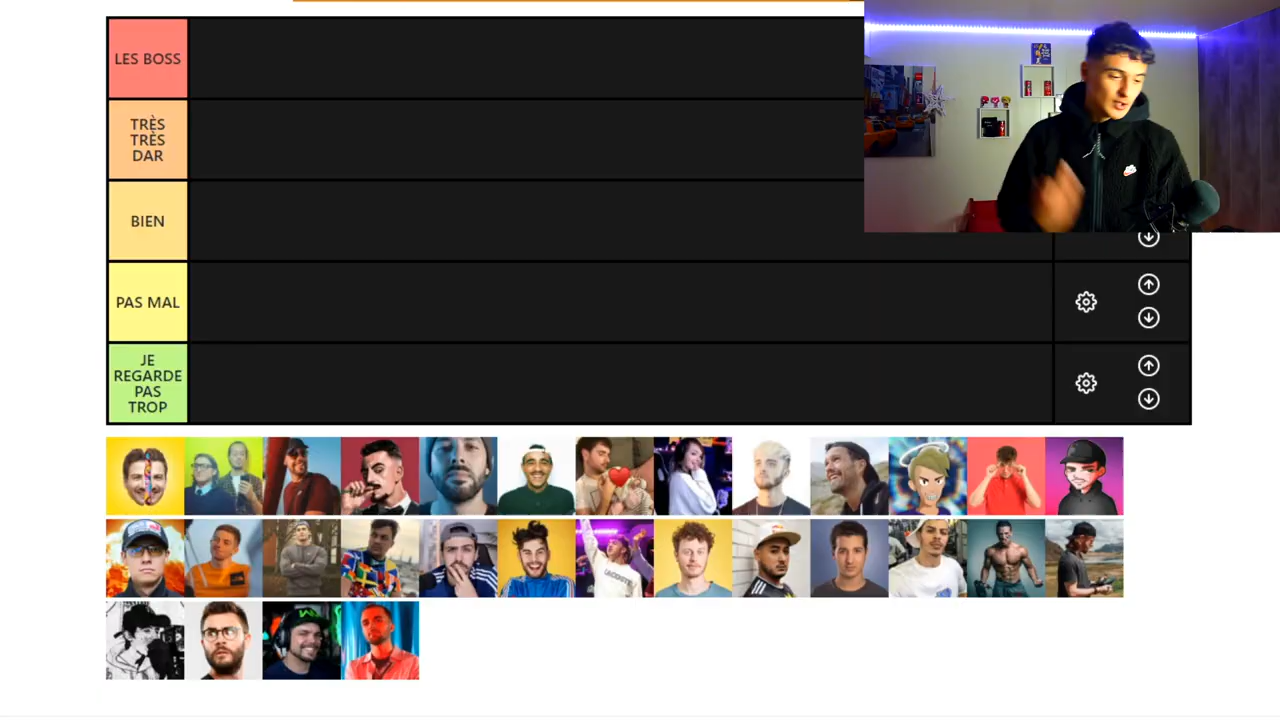 LES BOSS
TRÈS
TRÈS
DAR
BIEN
PAS MAL
JE
REGARDE
PAS
TROP